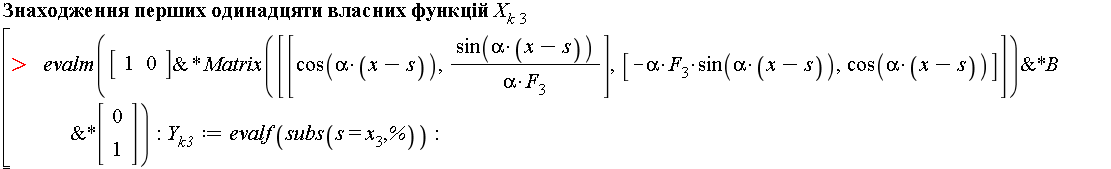 Знаходження перших одинадцяти власних функцій X_{k 3}
> evalm([1 0]&*Matrix([[cos(α·(x−s)), sin(α·(x−s))/(α·F_3)], [−α·F_3·sin(α·(x−s)), cos(α·(x−s))]])&*B
&*[0 1]) : Y_{k3} := evalf(subs(s=x_3,%)) :